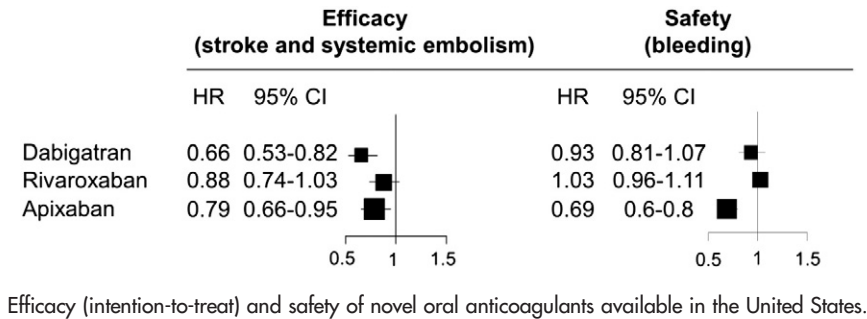 Efficacy Safety
(stroke and systemic embolism) (bleeding)
HR 95% CI HR 95% CI
Dabigatran 0.66 0.53-0.82 0.93 0.81-1.07
Rivaroxaban 0.88 0.74-1.03 1.03 0.96-1.11
Apixaban 0.79 0.66-0.95 0.69 0.6-0.8
0.5 1 1.5 0.5 1 1.5
Efficacy (intention-to-treat) and safety of novel oral anticoagulants available in the United States.